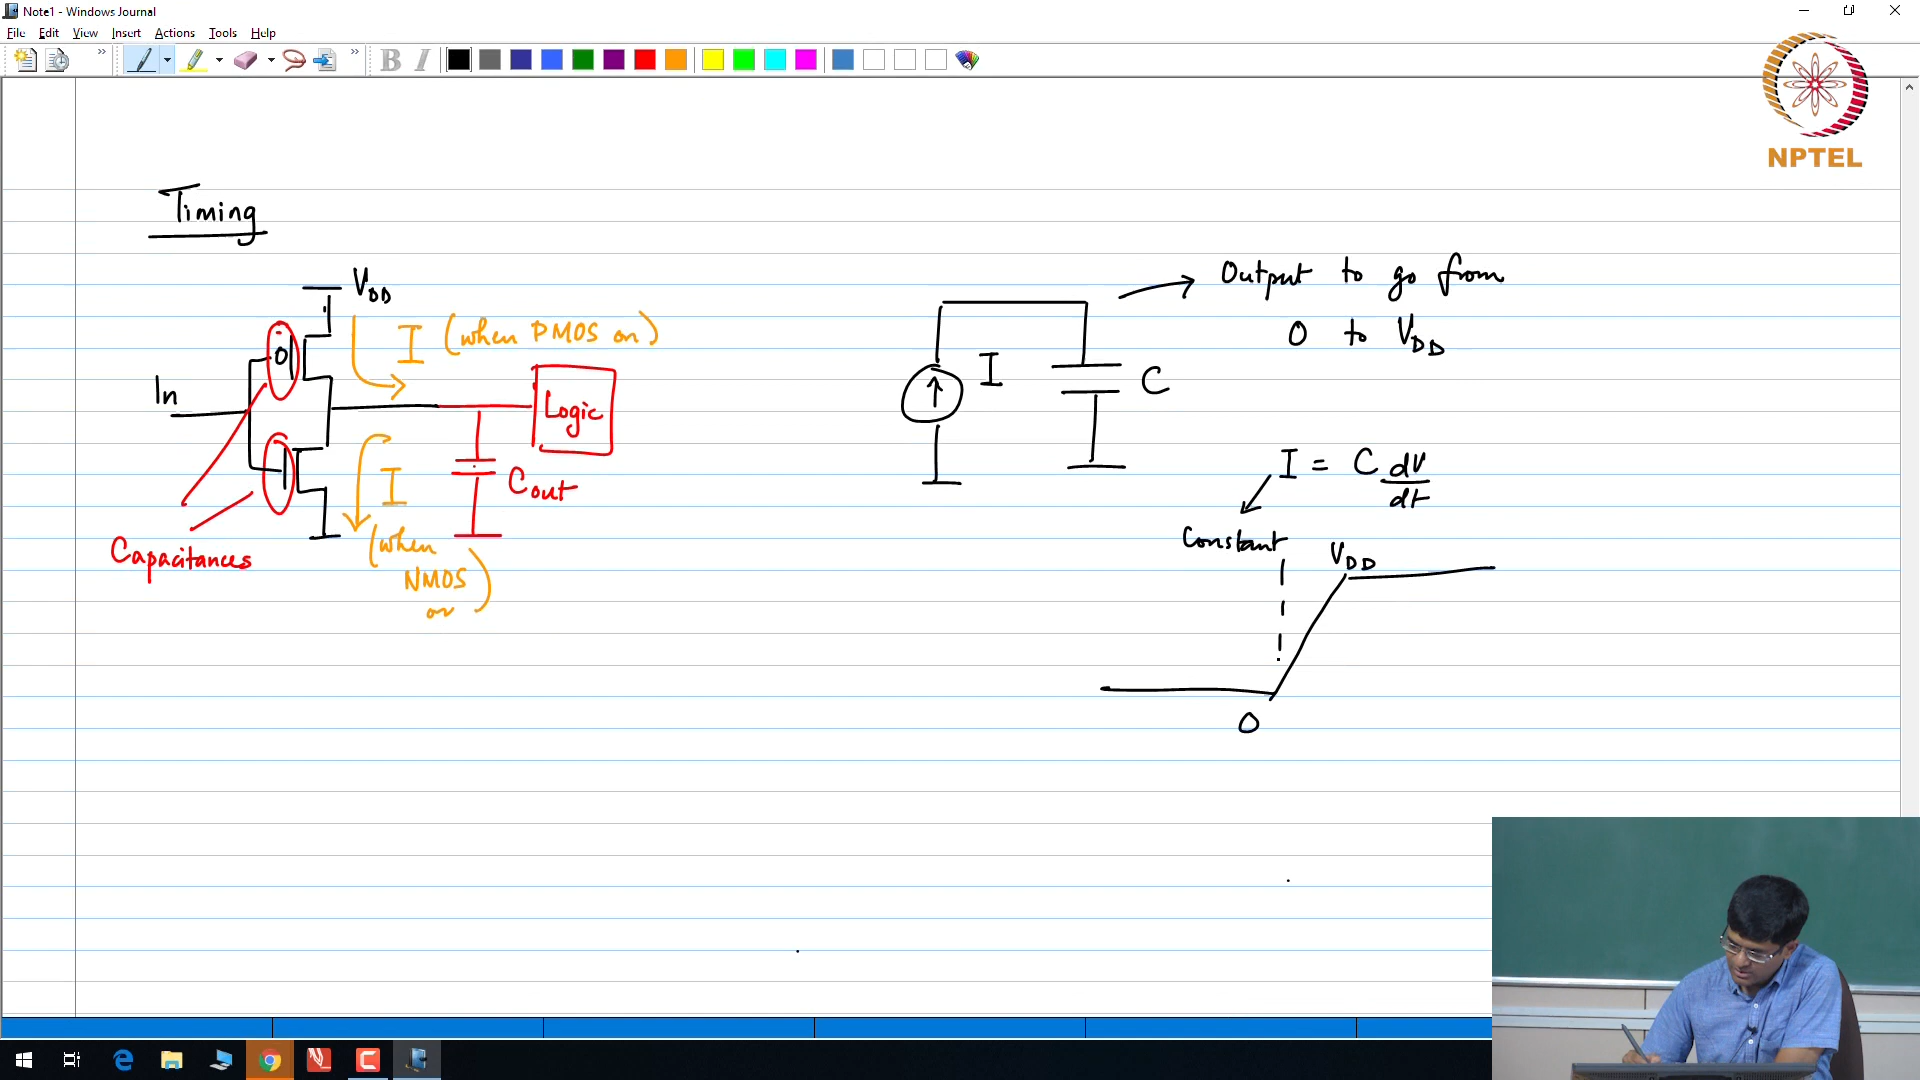 Note1 - Windows Journal
File Edit View Insert Actions Tools Help
B I
NPTEL
Timing
VDD
I (when PMOS on)
In
Logic
Cout
I
(when
NMOS
on)
Capacitances
Output to go from
0 to VDD
I
C
I = C dV/dt
Constant
VDD
0